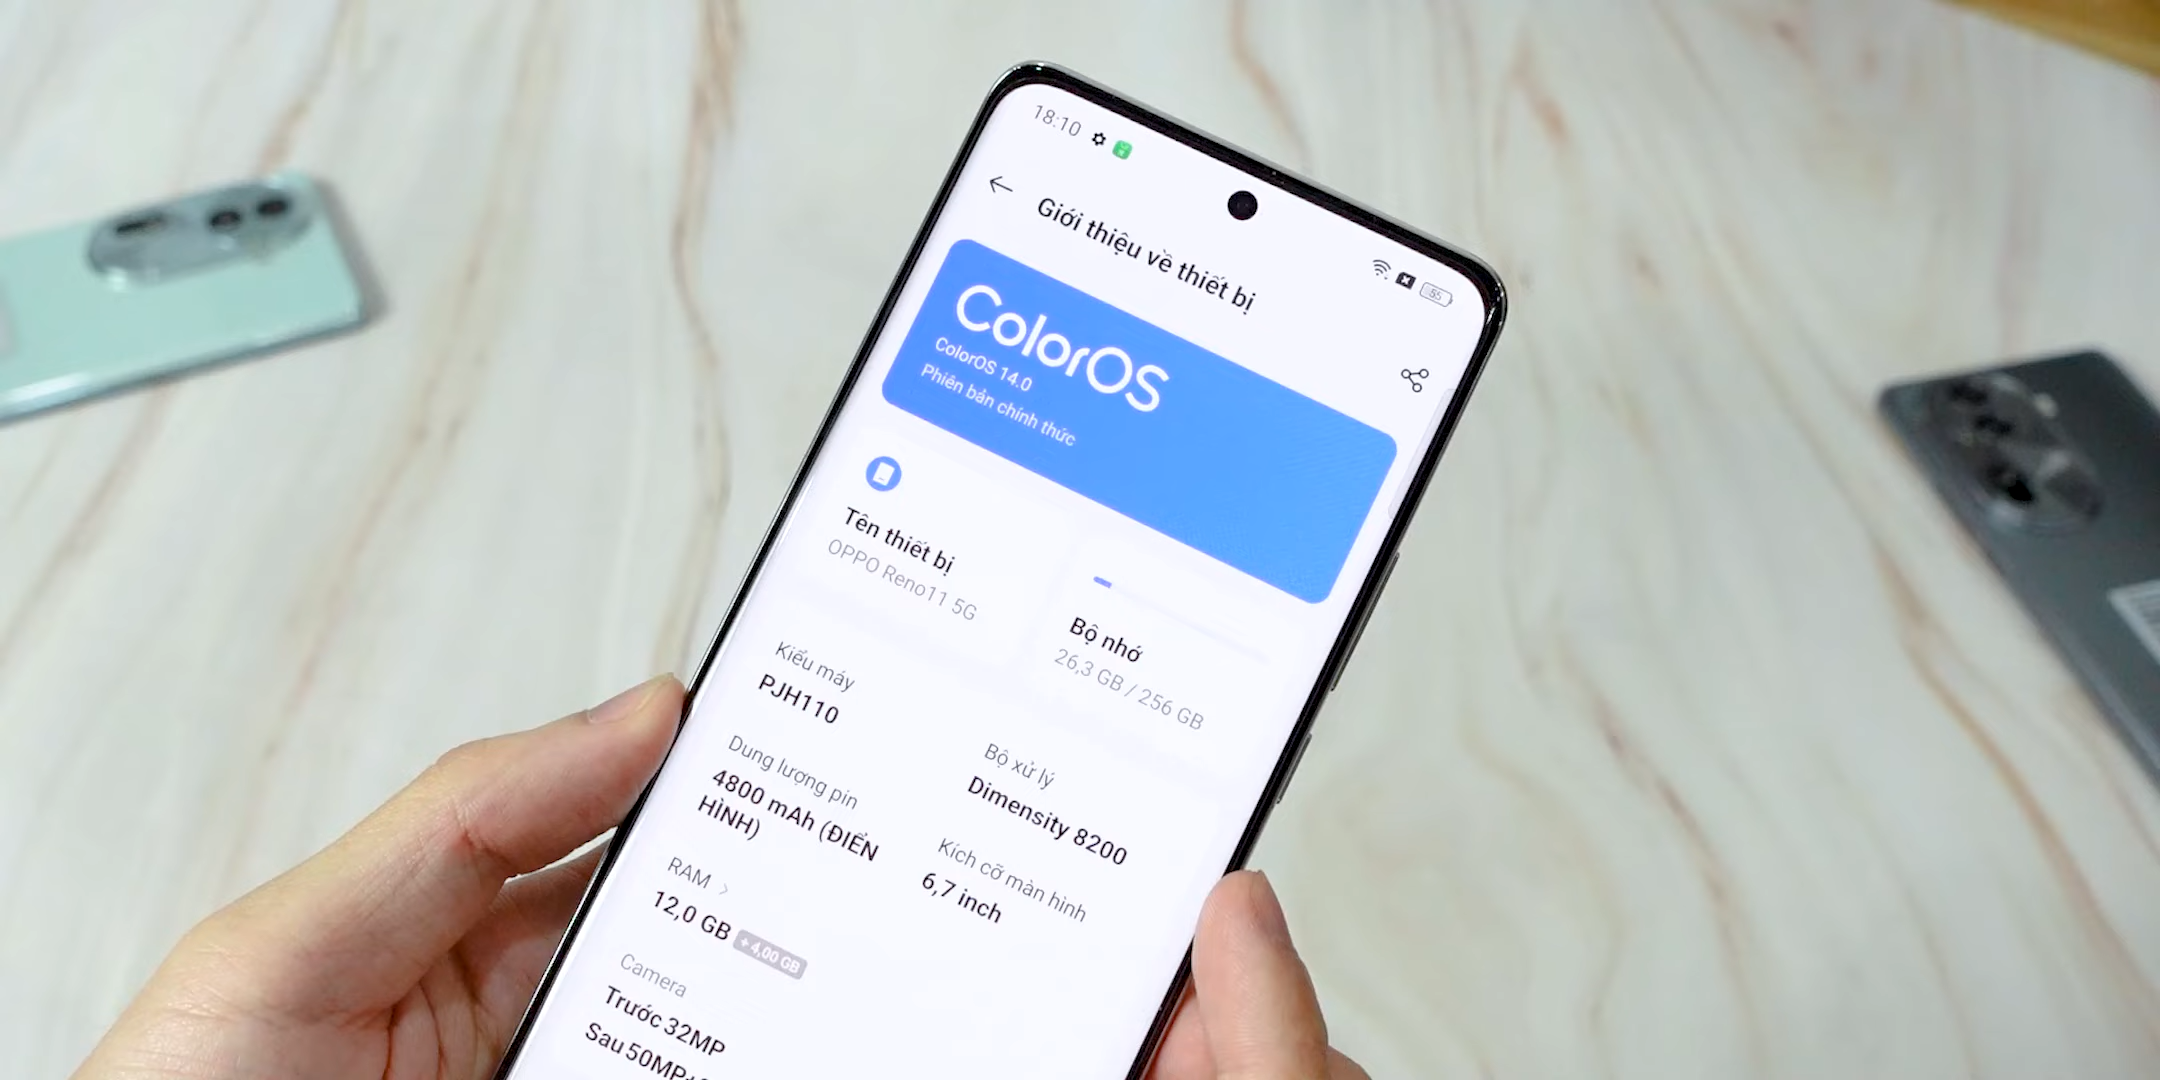 18:10
55
Giới thiệu về thiết bị
ColorOS
ColorOS 14.0
Phiên bản chính thức
Tên thiết bị
OPPO Reno11 5G
Bộ nhớ
26,3 GB / 256 GB
Kiểu máy
PJH110
Bộ xử lý
Dimensity 8200
Dung lượng pin
4800 mAh (ĐIỂN
HÌNH)
Kích cỡ màn hình
6,7 inch
RAM
12,0 GB + 4,00 GB
Camera
Trước 32MP
Sau 50MP+